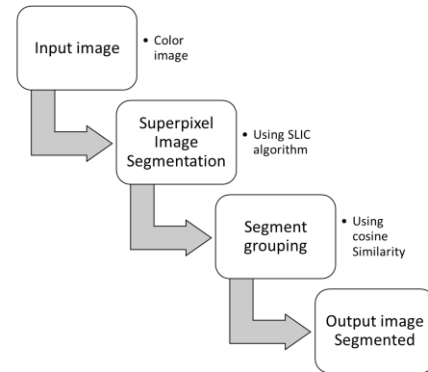 Input image
• Color
image
Superpixel
Image
Segmentation
• Using SLIC
algorithm
Segment
grouping
• Using
cosine
Similarity
Output image
Segmented